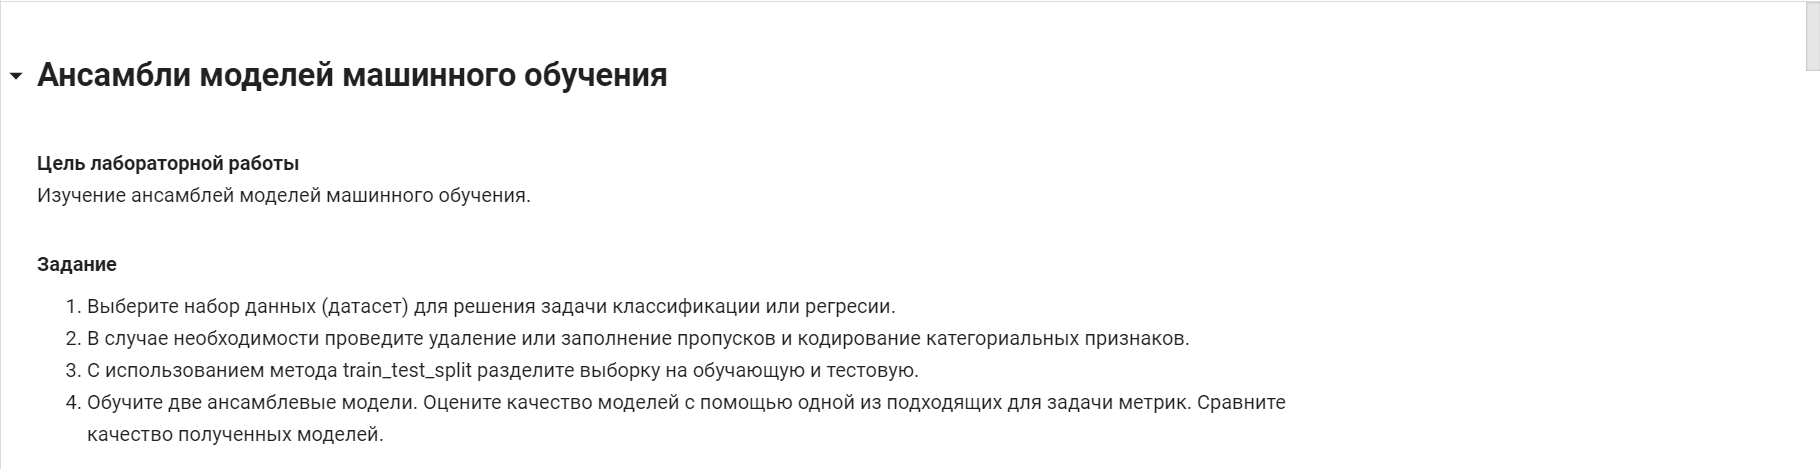 Ансамбли моделей машинного обучения
Цель лабораторной работы
Изучение ансамблей моделей машинного обучения.
Задание
1. Выберите набор данных (датасет) для решения задачи классификации или регресии.
2. В случае необходимости проведите удаление или заполнение пропусков и кодирование категориальных признаков.
3. С использованием метода train_test_split разделите выборку на обучающую и тестовую.
4. Обучите две ансамблевые модели. Оцените качество моделей с помощью одной из подходящих для задачи метрик. Сравните
качество полученных моделей.